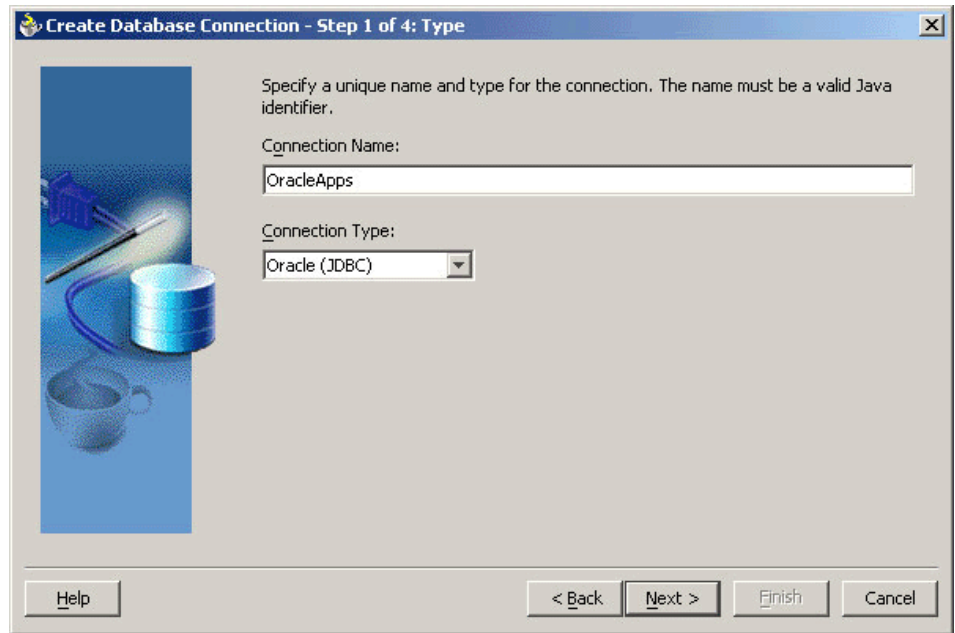 Create Database Connection - Step 1 of 4: Type
Specify a unique name and type for the connection. The name must be a valid Java
identifier.
Connection Name:
OracleApps
Connection Type:
Oracle (JDBC)
Help
< Back
Next >
Finish
Cancel